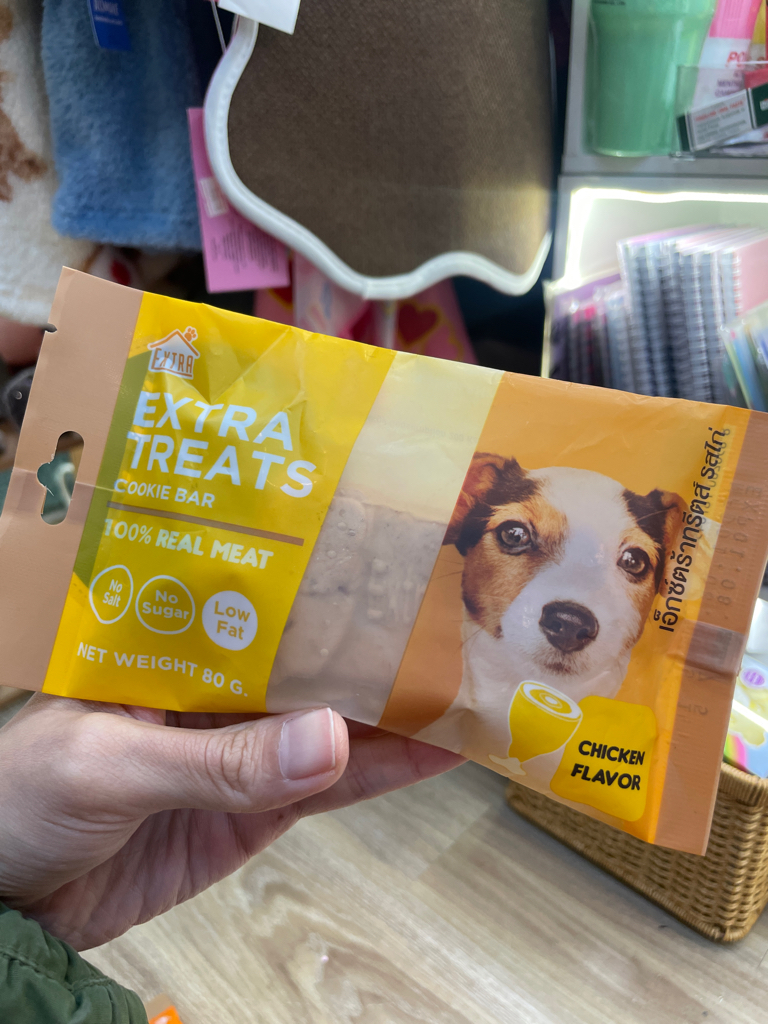 EXTRA
EXTRA
TREATS
COOKIE BAR
100% REAL MEAT
No
Salt
No
Sugar
Low
Fat
NET WEIGHT 80 G.
เอ็กซ์ตร้าทรีตส์ รสไก่
CHICKEN
FLAVOR